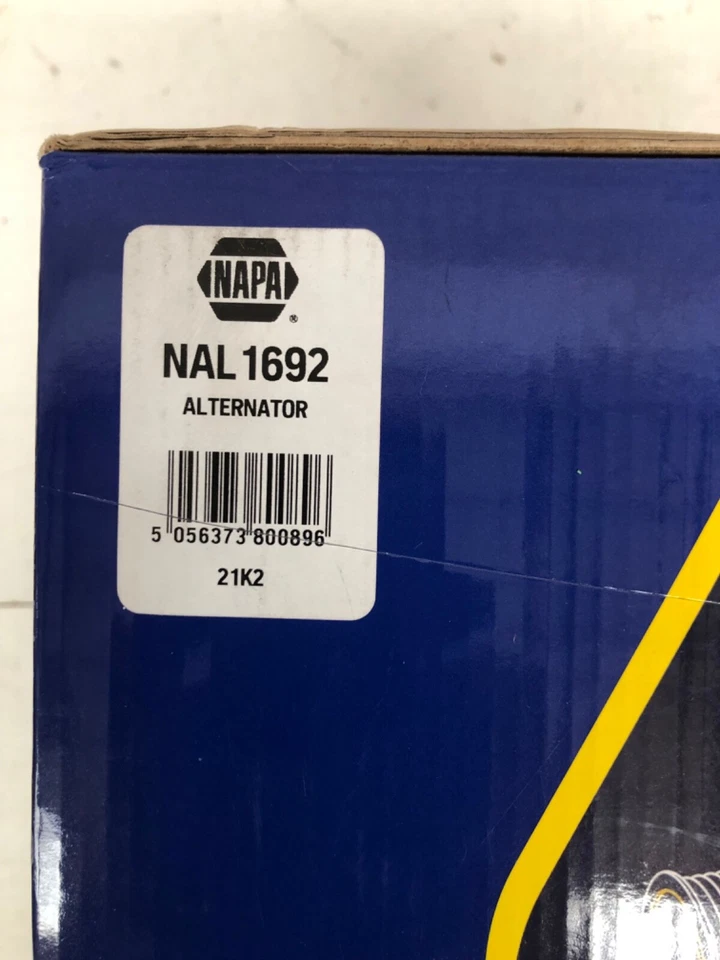 NAPA
®
NAL 1692
ALTERNATOR
5 056373 800896
21K2